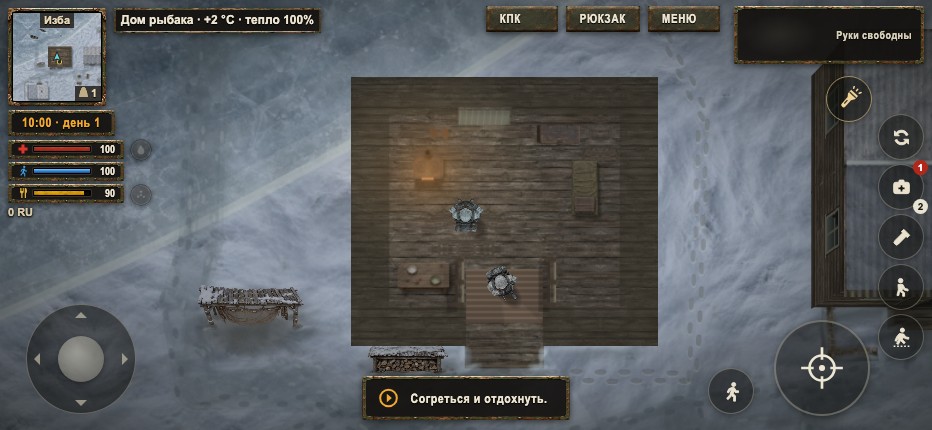 Изба
Дом рыбака · +2 °C · тепло 100%
КПК
РЮКЗАК
МЕНЮ
Руки свободны
1
10:00 · день 1
100
100
90
0 RU
1
2
Согреться и отдохнуть.